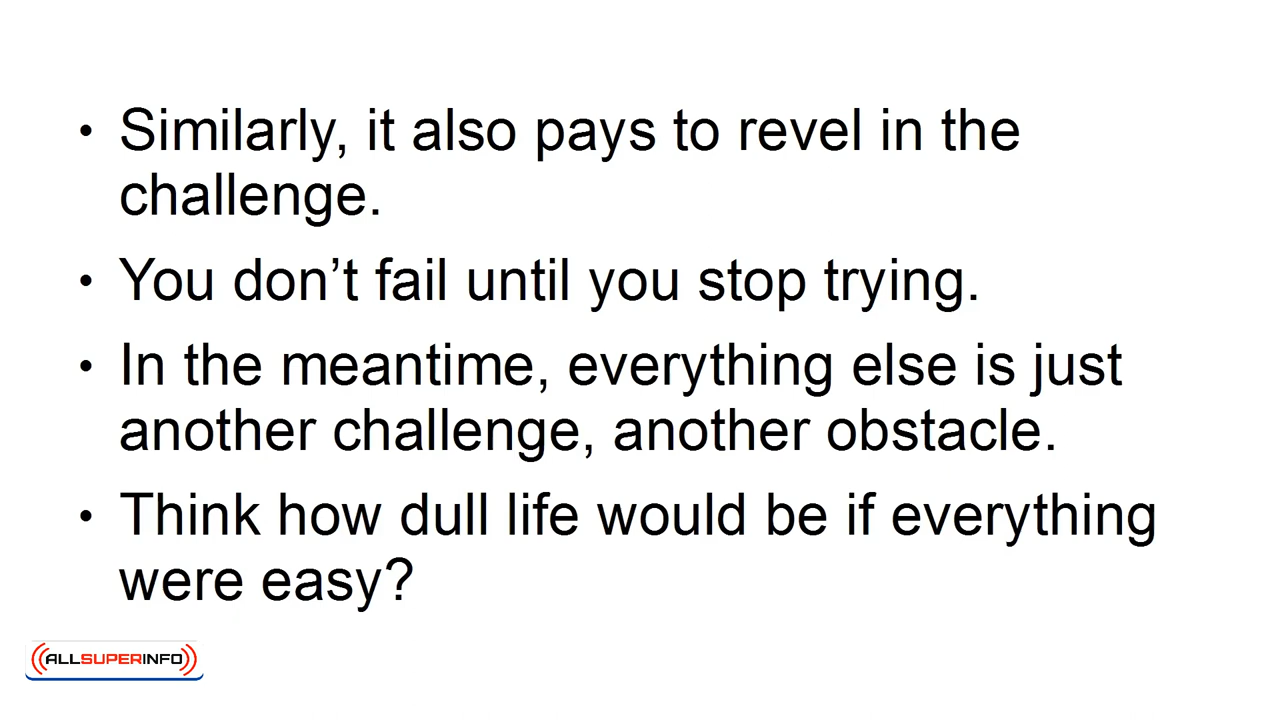 • Similarly, it also pays to revel in the
challenge.
• You don’t fail until you stop trying.
• In the meantime, everything else is just
another challenge, another obstacle.
• Think how dull life would be if everything
were easy?
ALLSUPERINFO